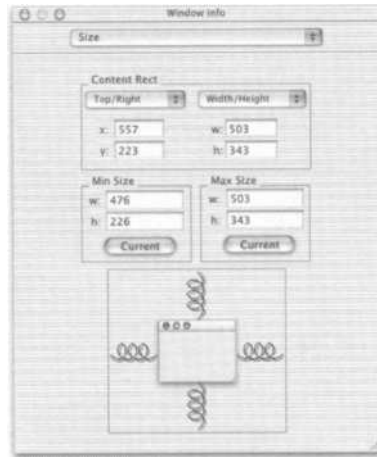 Window Info
Size
Content Rect
Top/Right Width/Height
x: 557 w: 503
y: 223 h: 343
Min Size Max Size
w: 476 w: 503
h: 226 h: 343
Current Current